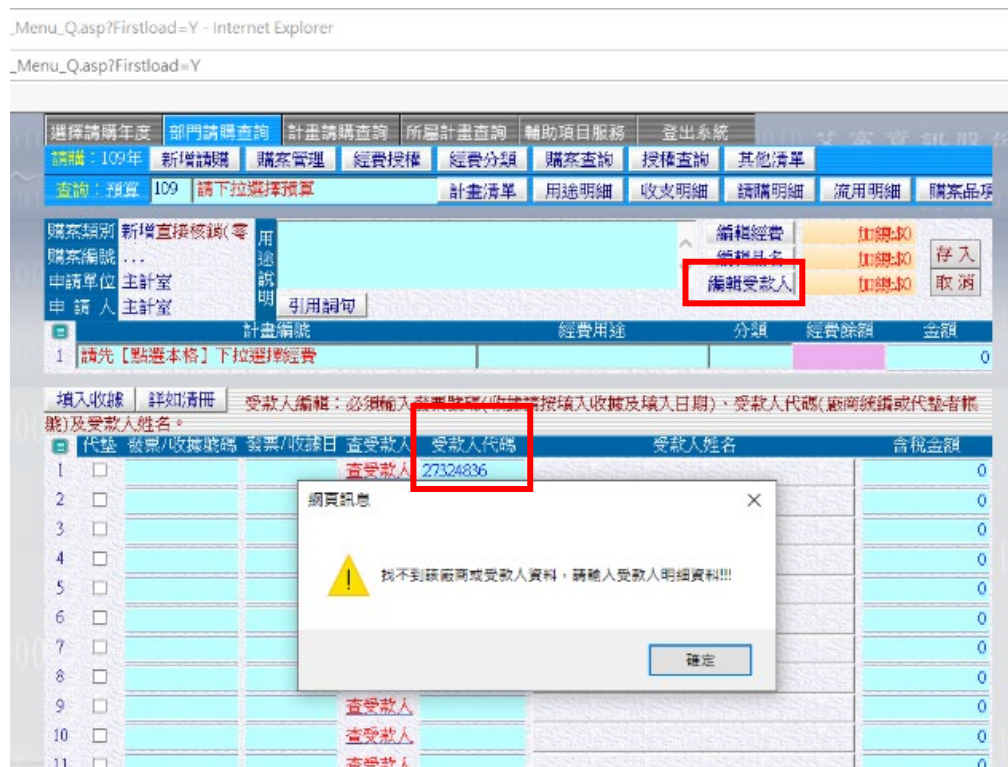 _Menu_Q.asp?Firstload=Y - Internet Explorer
_Menu_Q.asp?Firstload=Y
選擇請購年度 部門請購查詢 計畫請購查詢 所屬計畫查詢 輔助項目服務 登出系統
請購：109年 新增請購 購案管理 經費授權 經費分類 購案查詢 授權查詢 其他清單
查詢：預算 109 請下拉選擇預算 計畫清單 用途明細 收支明細 請購明細 流用明細 購案品項
購案類別 新增直接核銷(零 用途說明 編輯經費 加總:$0
購案編號 ... 編輯品名 加總:$0 存入
申請單位 主計室 編輯受款人 加總:$0 取消
申 請 人 主計室 引用詞句
計畫編號 經費用途 分類 經費餘額 金額
1 請先【點選本格】下拉選擇經費 0
填入收據 詳如清冊 受款人編輯：必須輸入發票號碼(收據請按填入收據及填入日期)、受款人代碼(廠商統編或代墊者帳
號)及受款人姓名。
代墊 發票/收據號碼 發票/收據日 查受款人 受款人代碼 受款人姓名 含稅金額
1 查受款人 27324836 0
2 0
3 0
4 0
5 0
6 0
7 0
8 0
網頁訊息
找不到該廠商或受款人資料，請輸入受款人明細資料!!!
確定
9 查受款人 0
10 查受款人 0
11 查受款人 0